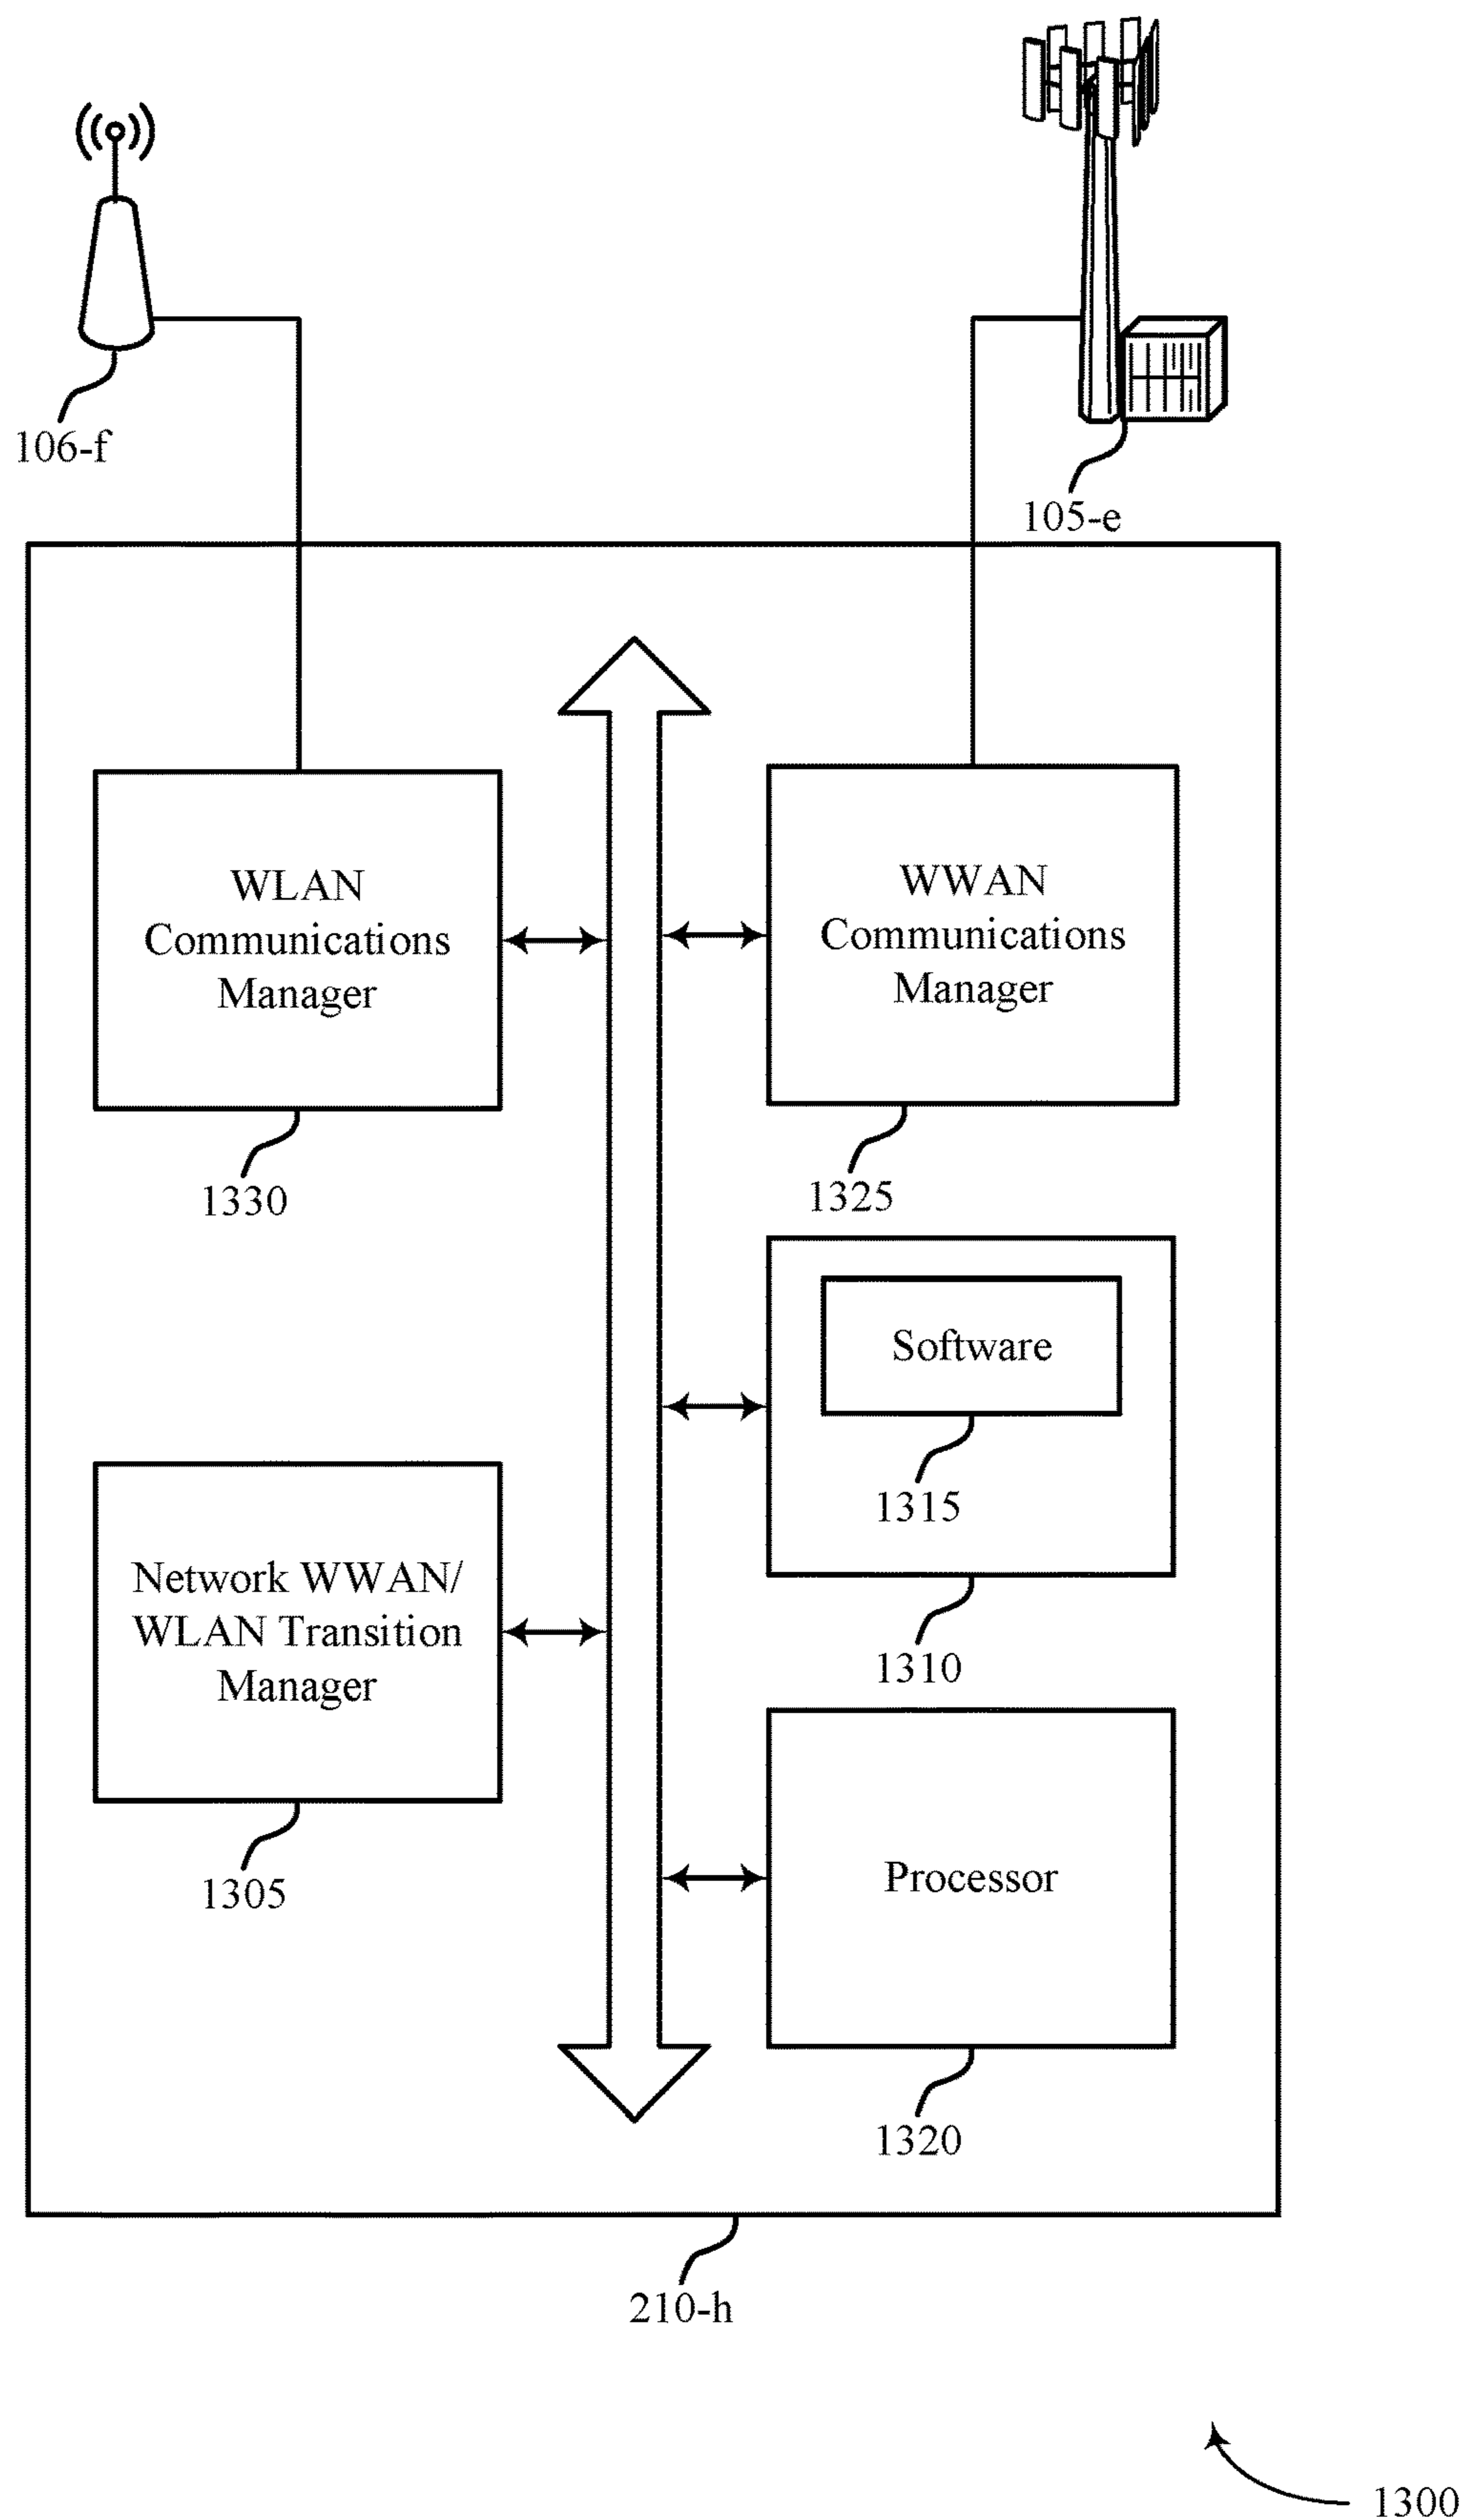 106-f
105-e
WLAN
Communications
Manager
1330
WWAN
Communications
Manager
1325
Software
1315
1310
Network WWAN/
WLAN Transition
Manager
1305
Processor
1320
210-h
1300